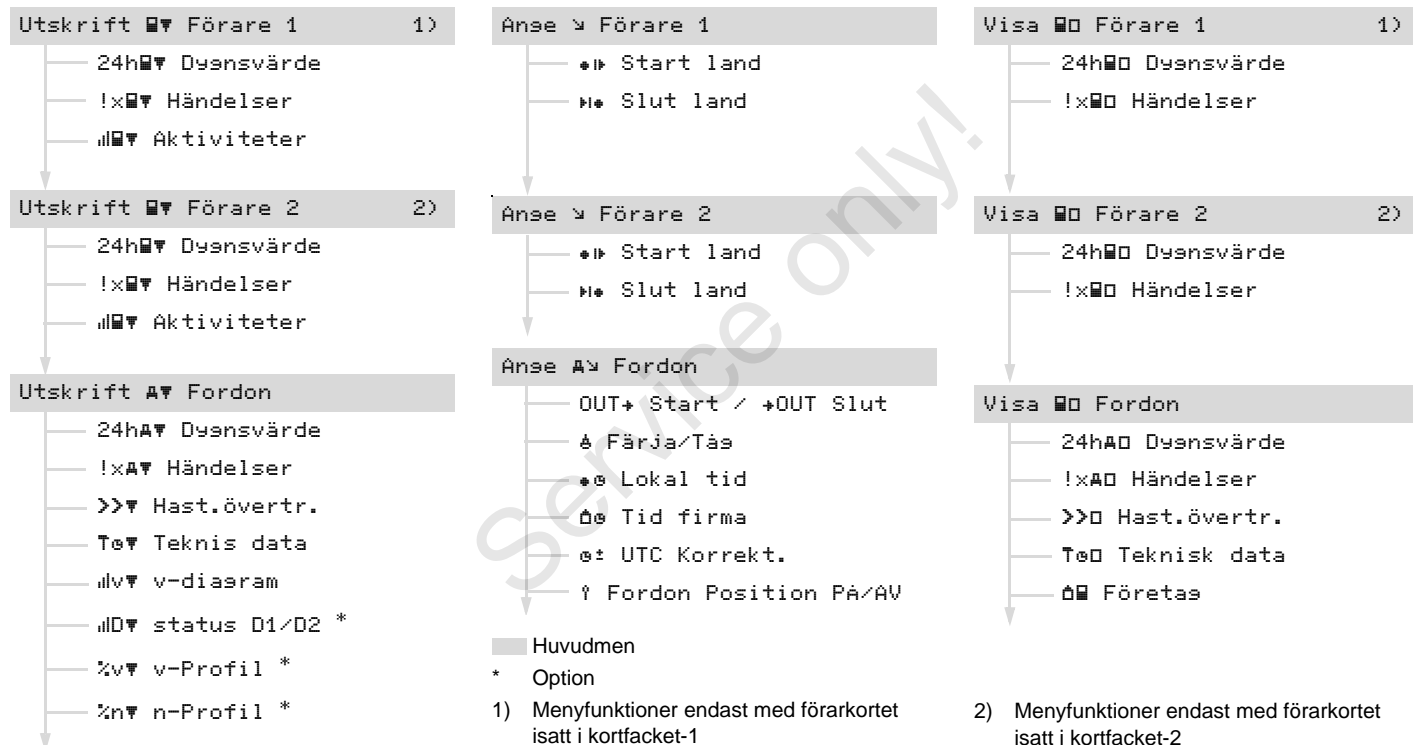 Utskrift Förare 1 1)
24h Dygnsvärde
!x Händelser
Aktiviteter
Utskrift Förare 2 2)
24h Dygnsvärde
!x Händelser
Aktiviteter
Utskrift Fordon
24h Dygnsvärde
!x Händelser
>> Hast.övertr.
Teknis data
v v-diagram
D status D1/D2 *
%v v-Profil *
%n n-Profil *
Ange Förare 1
Start land
Slut land
Ange Förare 2
Start land
Slut land
Ange Fordon
OUT Start / OUT Slut
Färja/Tåg
Lokal tid
Tid firma
UTC Korrekt.
Fordon Position PÅ/AV
Huvudmen
* Option
1) Menyfunktioner endast med förarkortet
isatt i kortfacket-1
Visa Förare 1 1)
24h Dygnsvärde
!x Händelser
Visa Förare 2 2)
24h Dygnsvärde
!x Händelser
Visa Fordon
24h Dygnsvärde
!x Händelser
>> Hast.övertr.
Teknisk data
Företag
2) Menyfunktioner endast med förarkortet
isatt i kortfacket-2
Service only!